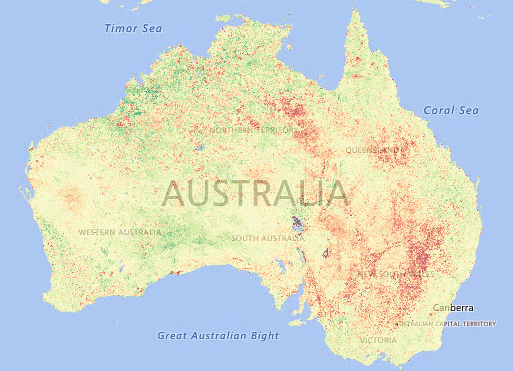 Timor Sea
Coral Sea
NORTHERN TERRITORY
QUEENSLAND
AUSTRALIA
WESTERN AUSTRALIA
SOUTH AUSTRALIA
NEW SOUTH WALES
Canberra
AUSTRALIAN CAPITAL TERRITORY
Great Australian Bight
VICTORIA